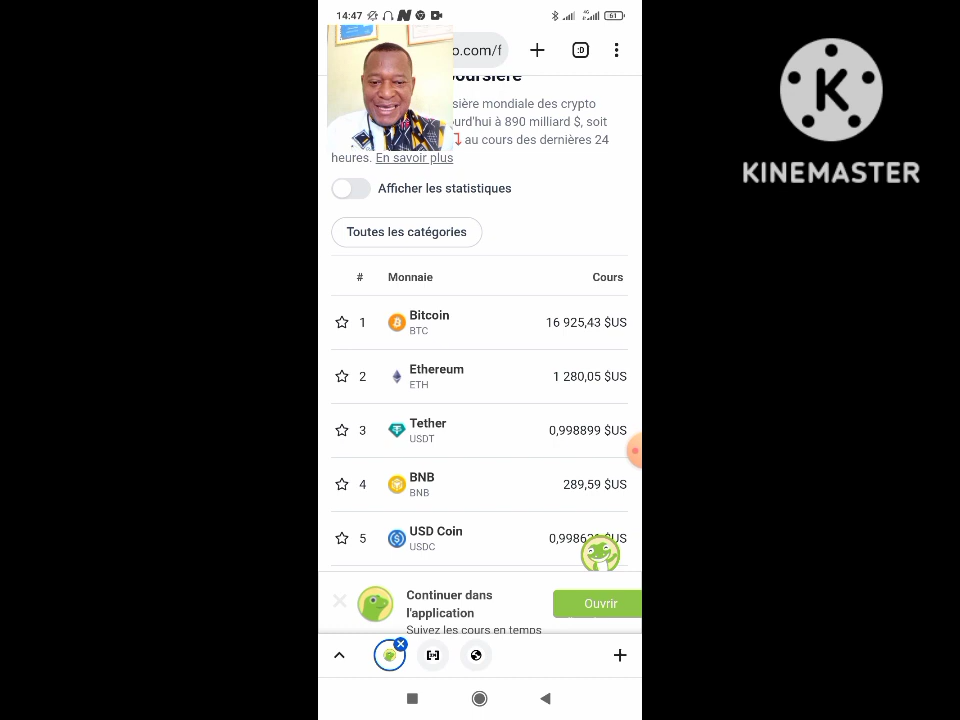 14:47
61
o.com/f
:D
oursière
sière mondiale des crypto
urd'hui à 890 milliard $, soit
au cours des dernières 24
heures. En savoir plus
Afficher les statistiques
Toutes les catégories
# Monnaie Cours
1 Bitcoin 16 925,43 $US
BTC
2 Ethereum 1 280,05 $US
ETH
3 Tether 0,998899 $US
USDT
4 BNB 289,59 $US
BNB
5 USD Coin
USDC
Continuer dans
l'application
Suivez les cours en temps
Ouvrir
K
KINEMASTER